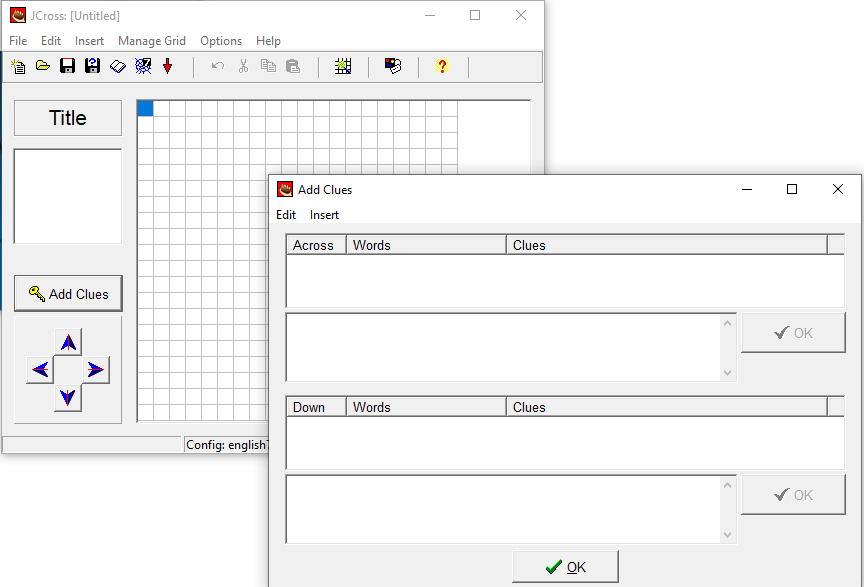 JCross: [Untitled]
File Edit Insert Manage Grid Options Help
?
Title
Add Clues
Config: english
Add Clues
Edit Insert
Across Words Clues
OK
Down Words Clues
OK
OK